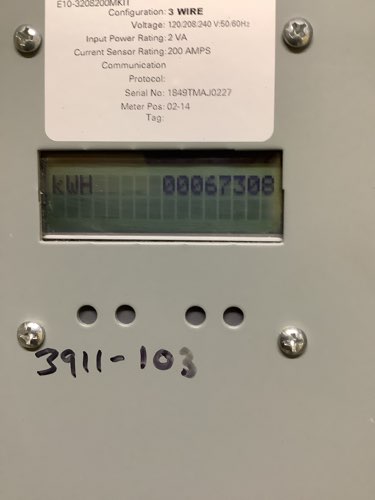 E10-320S200MKIT
Configuration: 3 WIRE
Voltage: 120/208/240 V:50/60Hz
Input Power Rating: 2 VA
Current Sensor Rating: 200 AMPS
Communication
Protocol:
Serial No: 1849TMAJ0227
Meter Pos: 02-14
Tag:
kWH 00067308
3911-103